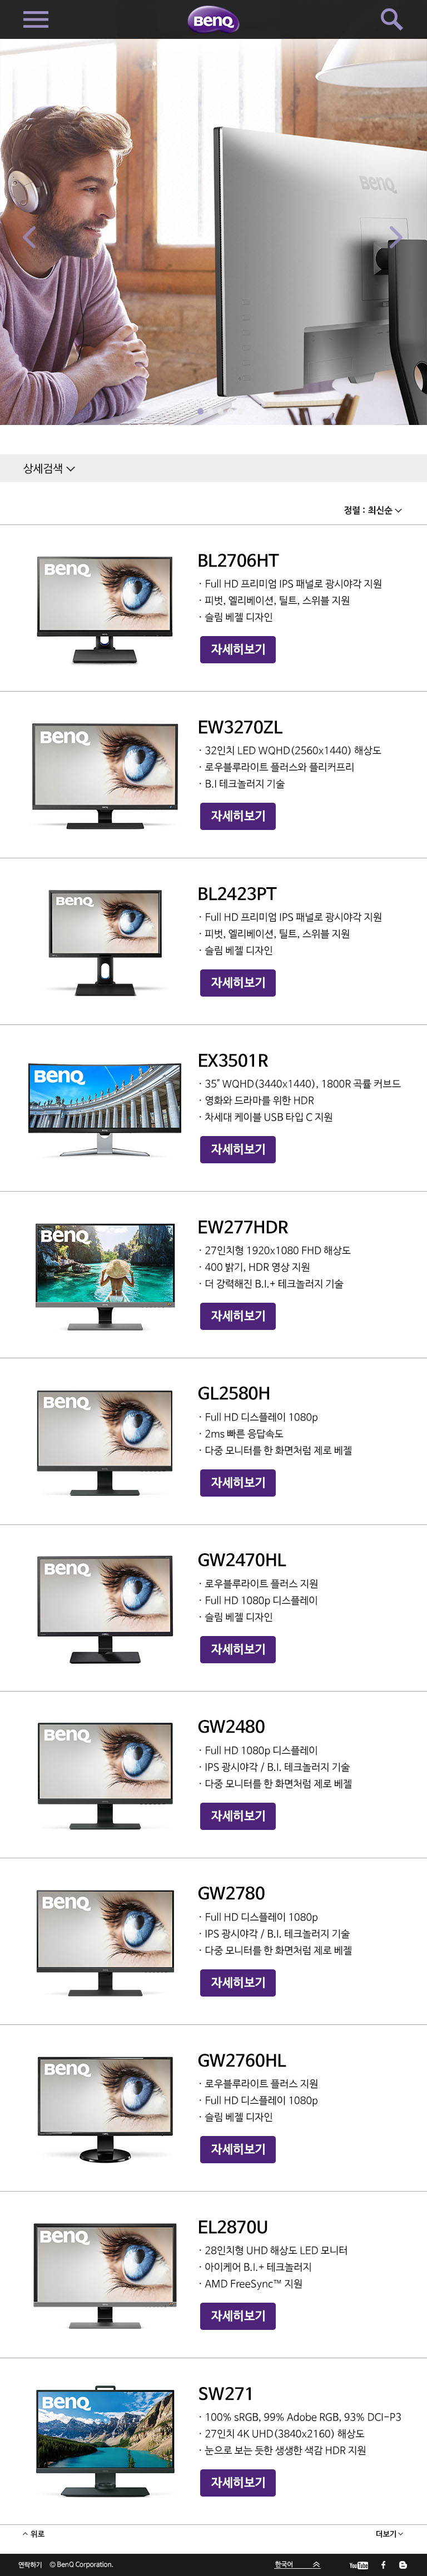 BenQ
BenQ
상세검색
정렬 : 최신순
BenQ
BL2706HT
· Full HD 프리미엄 IPS 패널로 광시야각 지원
· 피벗, 엘리베이션, 틸트, 스위블 지원
· 슬림 베젤 디자인
자세히보기
BenQ
EW3270ZL
· 32인치 LED WQHD(2560x1440) 해상도
· 로우블루라이트 플러스와 플리커프리
· B.I 테크놀러지 기술
자세히보기
BenQ
BL2423PT
· Full HD 프리미엄 IPS 패널로 광시야각 지원
· 피벗, 엘리베이션, 틸트, 스위블 지원
· 슬림 베젤 디자인
자세히보기
BenQ
EX3501R
· 35” WQHD(3440x1440), 1800R 곡률 커브드
· 영화와 드라마를 위한 HDR
· 차세대 케이블 USB 타입 C 지원
자세히보기
BenQ
EW277HDR
· 27인치형 1920x1080 FHD 해상도
· 400 밝기, HDR 영상 지원
· 더 강력해진 B.I.+ 테크놀러지 기술
자세히보기
BenQ
GL2580H
· Full HD 디스플레이 1080p
· 2ms 빠른 응답속도
· 다중 모니터를 한 화면처럼 제로 베젤
자세히보기
BenQ
GW2470HL
· 로우블루라이트 플러스 지원
· Full HD 1080p 디스플레이
· 슬림 베젤 디자인
자세히보기
BenQ
GW2480
· Full HD 1080p 디스플레이
· IPS 광시야각 / B.I. 테크놀러지 기술
· 다중 모니터를 한 화면처럼 제로 베젤
자세히보기
BenQ
GW2780
· Full HD 디스플레이 1080p
· IPS 광시야각 / B.I. 테크놀러지 기술
· 다중 모니터를 한 화면처럼 제로 베젤
자세히보기
BenQ
GW2760HL
· 로우블루라이트 플러스 지원
· Full HD 디스플레이 1080p
· 슬림 베젤 디자인
자세히보기
BenQ
EL2870U
· 28인치형 UHD 해상도 LED 모니터
· 아이케어 B.I.+ 테크놀러지
· AMD FreeSync™ 지원
자세히보기
BenQ
SW271
· 100% sRGB, 99% Adobe RGB, 93% DCI-P3
· 27인치 4K UHD(3840x2160) 해상도
· 눈으로 보는 듯한 생생한 색감 HDR 지원
자세히보기
위로 더보기
연락하기 © BenQ Corporation. 한국어 YouTube f